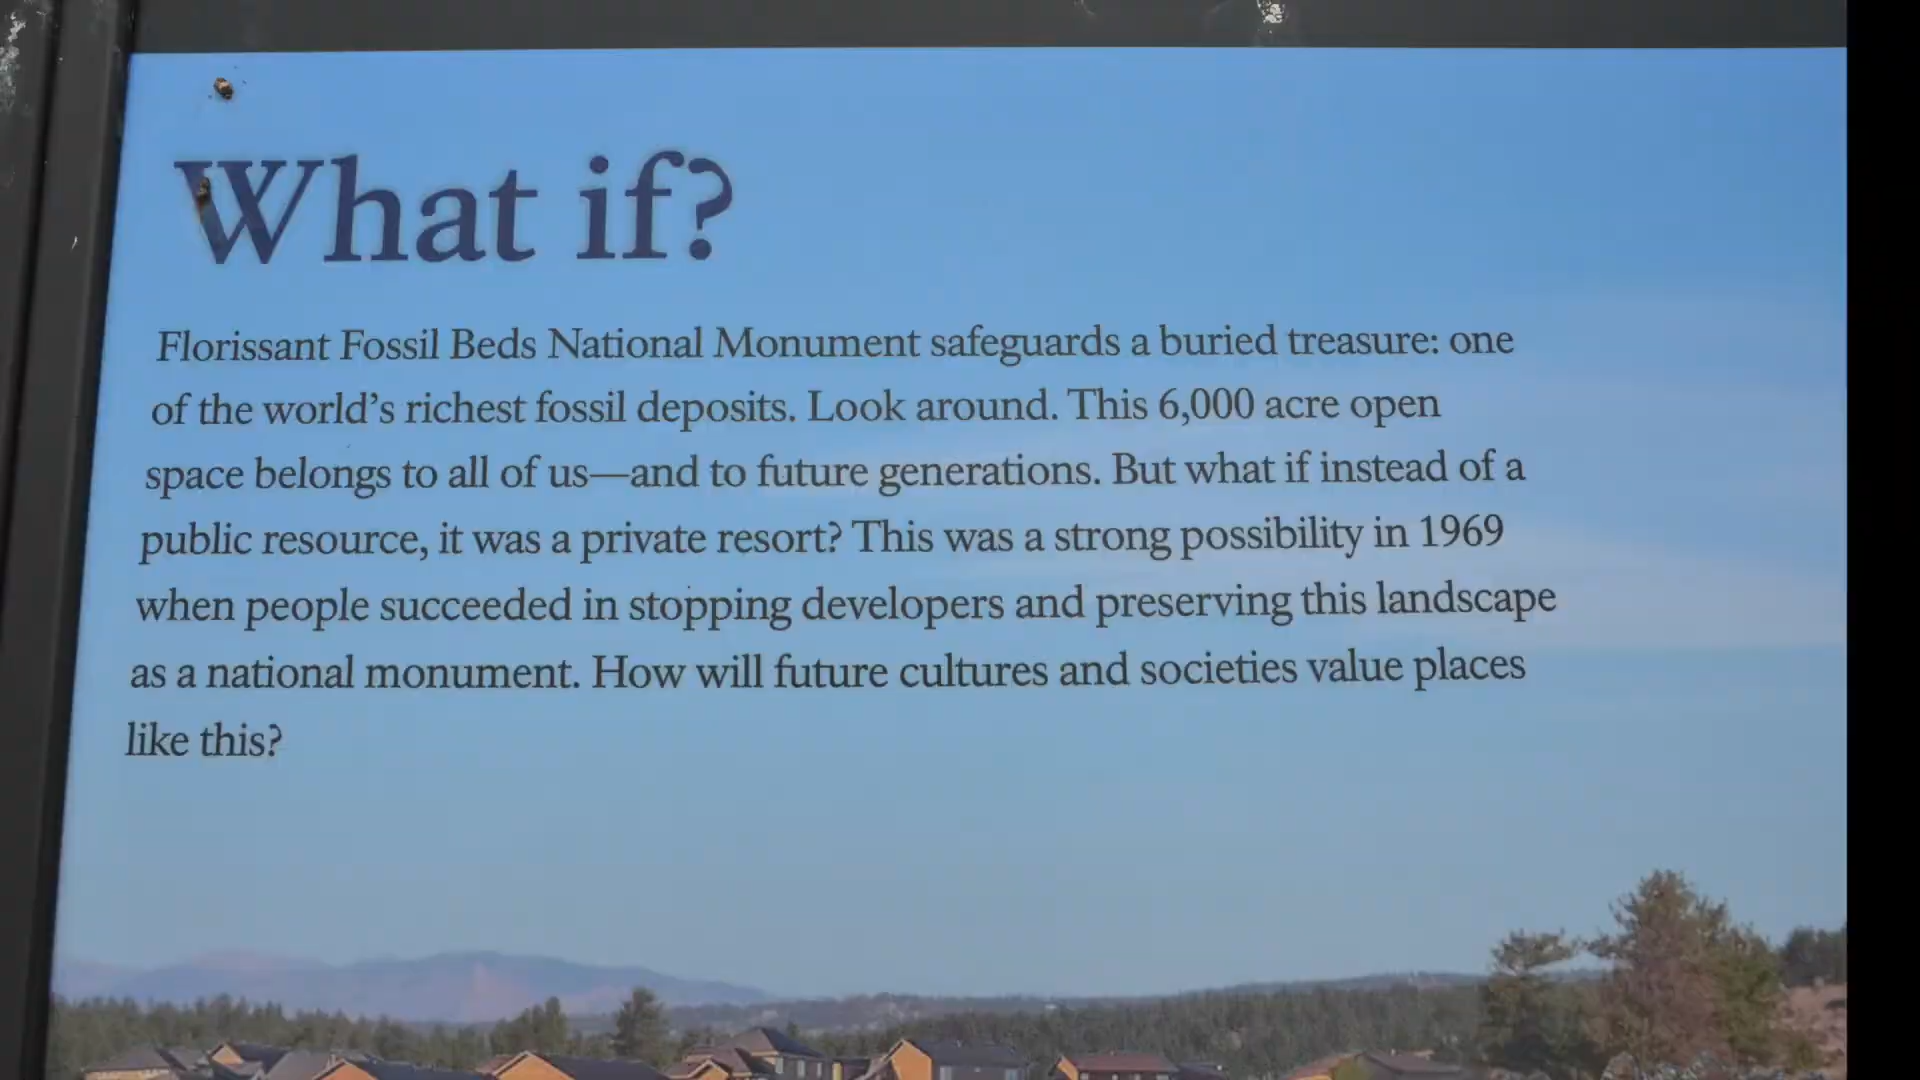 What if?
Florissant Fossil Beds National Monument safeguards a buried treasure: one
of the world’s richest fossil deposits. Look around. This 6,000 acre open
space belongs to all of us—and to future generations. But what if instead of a
public resource, it was a private resort? This was a strong possibility in 1969
when people succeeded in stopping developers and preserving this landscape
as a national monument. How will future cultures and societies value places
like this?